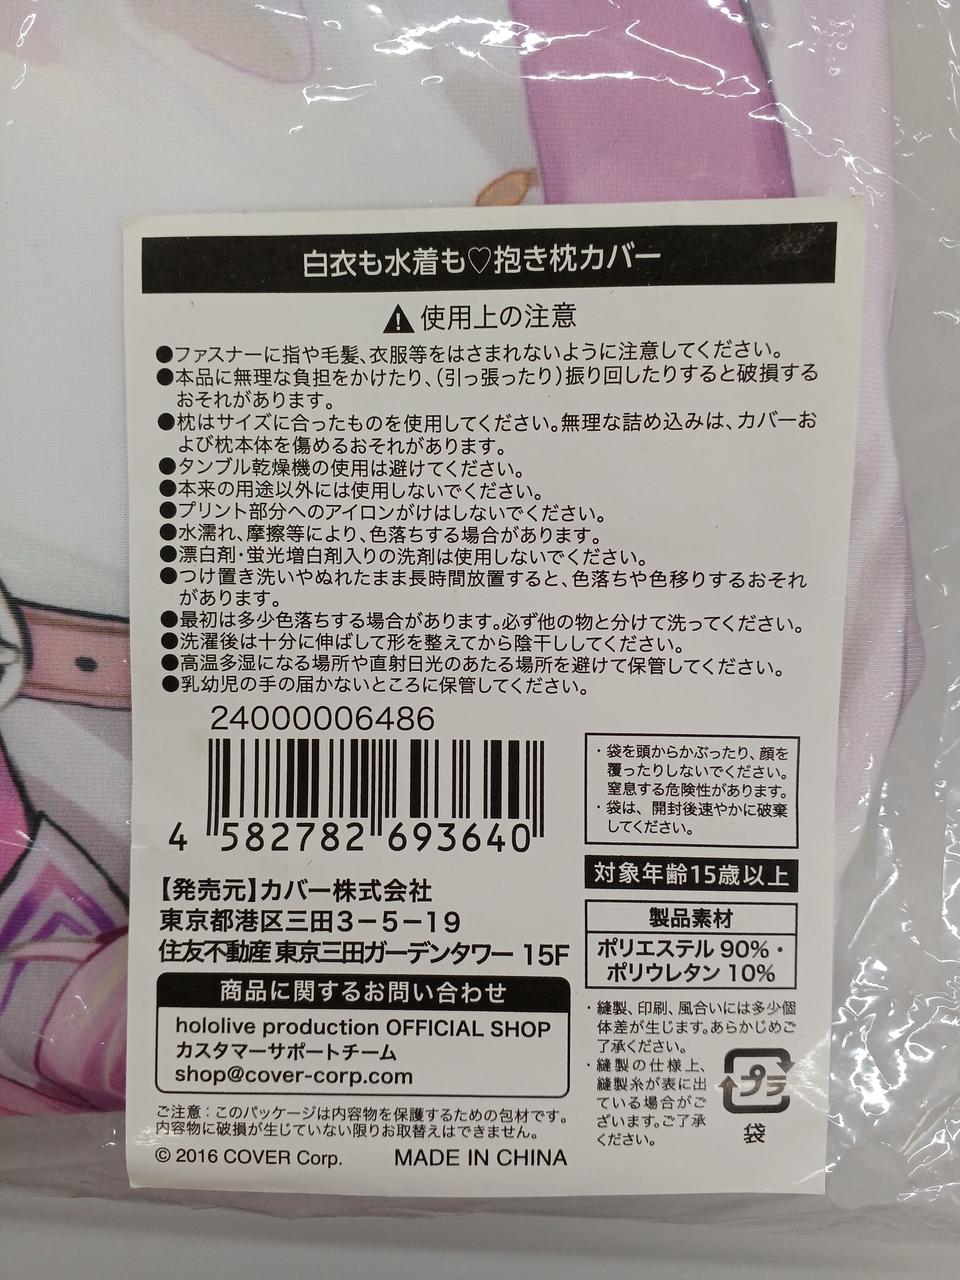 白衣も水着も♡抱き枕カバー
⚠使用上の注意
●ファスナーに指や毛髪、衣服等をはさまれないように注意してください。
●本品に無理な負担をかけたり、(引っ張ったり)振り回したりすると破損する
おそれがあります。
●枕はサイズに合ったものを使用してください。無理な詰め込みは、カバーお
よび枕本体を傷めるおそれがあります。
●タンブル乾燥機の使用は避けてください。
●本来の用途以外には使用しないでください。
●プリント部分へのアイロンがけはしないでください。
●水濡れ、摩擦等により、色落ちする場合があります。
●漂白剤・蛍光増白剤入りの洗剤は使用しないでください。
●つけ置き洗いやぬれたまま長時間放置すると、色落ちや色移りするおそれ
があります。
●最初は多少色落ちする場合があります。必ず他の物と分けて洗ってください。
●洗濯後は十分に伸ばして形を整えてから陰干ししてください。
●高温多湿になる場所や直射日光のあたる場所を避けて保管してください。
●乳幼児の手の届かないところに保管してください。
24000006486
4 582782 693640
【発売元】カバー株式会社
東京都港区三田3-5-19
住友不動産 東京三田ガーデンタワー 15F
商品に関するお問い合わせ
hololive production OFFICIAL SHOP
カスタマーサポートチーム
shop@cover-corp.com
ご注意:このパッケージは内容物を保護するための包材です。
内容物に破損が生じていない限りお取替えはできません。
© 2016 COVER Corp. MADE IN CHINA
・袋を頭からかぶったり、顔を
覆ったりしないでください。
窒息する危険性があります。
・袋は、開封後速やかに破棄
してください。
対象年齢15歳以上
製品素材
ポリエステル 90%・
ポリウレタン 10%
・縫製、印刷、風合いには多少個
体差が生じます。あらかじめご
了承ください。
・縫製の仕様上、
縫製糸が表に出
ている場合がご
ざいます。ご了承
ください。
プラ
袋